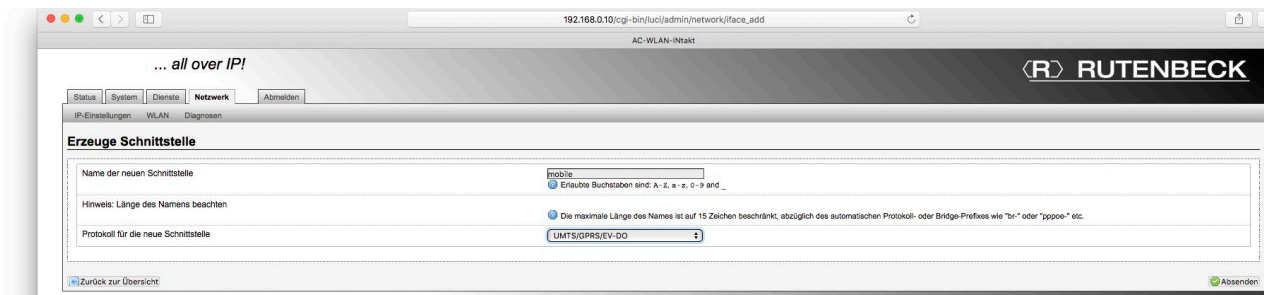 192.168.0.10/cgi-bin/luci/admin/network/iface_add
AC-WLAN-INtakt
... all over IP!
⟨R⟩ RUTENBECK
Status System Dienste Netzwerk Abmelden
IP-Einstellungen WLAN Diagnosen
Erzeuge Schnittstelle
Name der neuen Schnittstelle mobile
Erlaubte Buchstaben sind: A-Z, a-z, 0-9 and _
Hinweis: Länge des Namens beachten
Die maximale Länge des Names ist auf 15 Zeichen beschränkt, abzüglich des automatischen Protokoll- oder Bridge-Prefixes wie "br-" oder "pppoe-" etc.
Protokoll für die neue Schnittstelle UMTS/GPRS/EV-DO
Zurück zur Übersicht Absenden